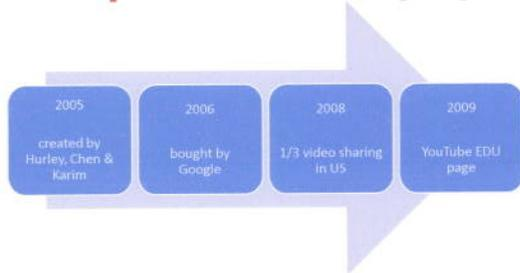 2005
created by
Hurley, Chen &
Karim
2006
bought by
Google
2008
1/3 video sharing
in US
2009
YouTube EDU
page